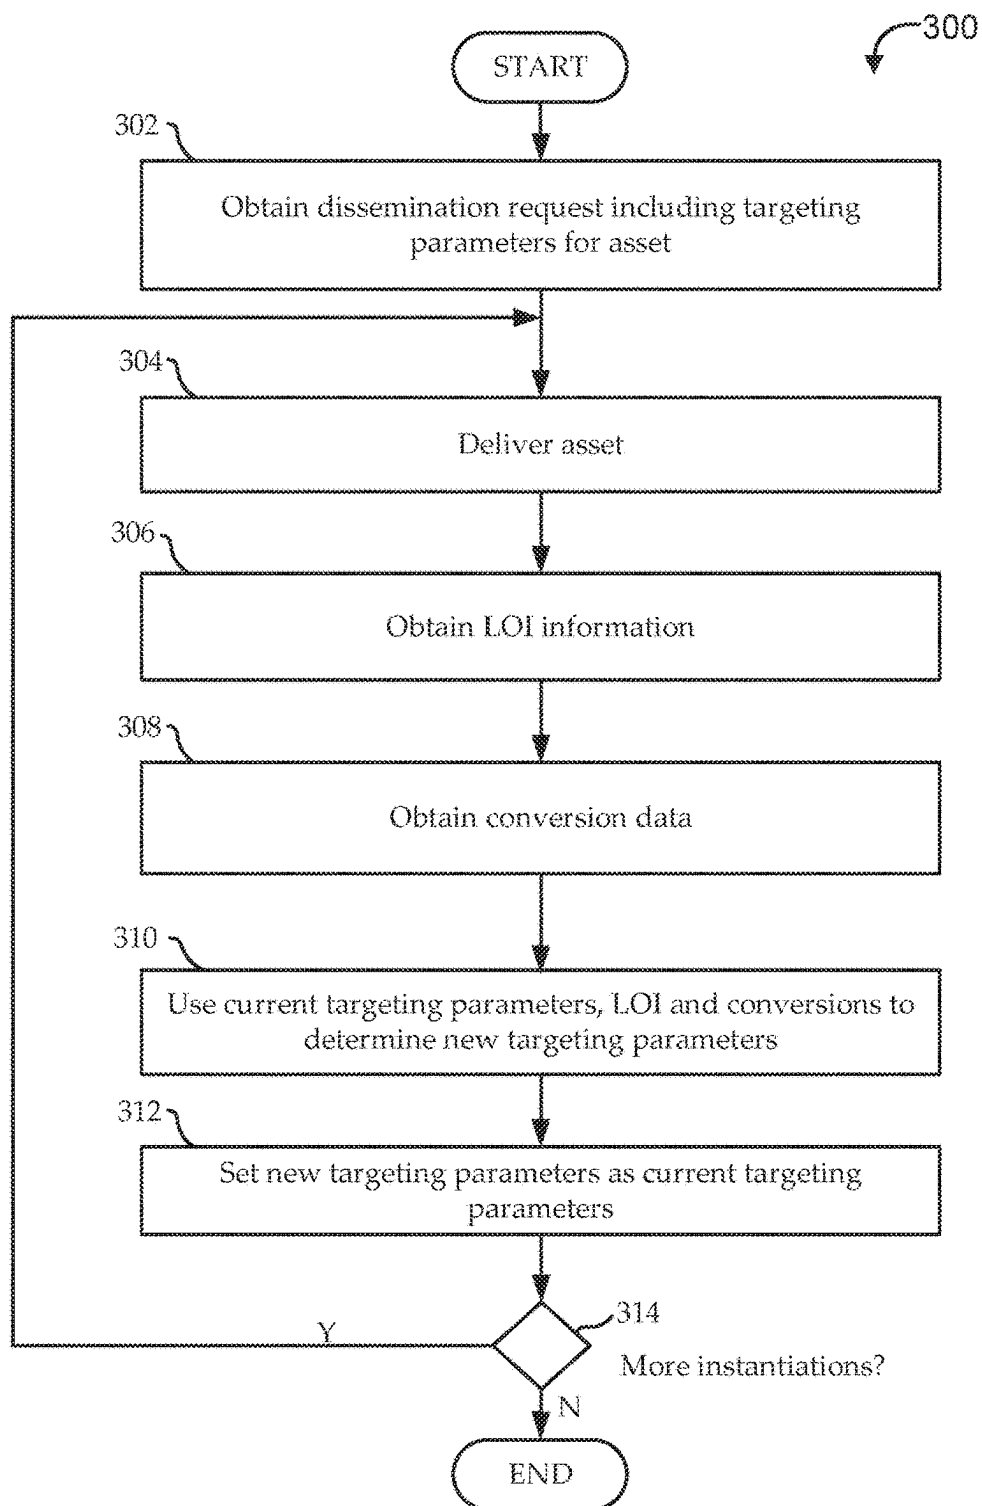 300
START
302
Obtain dissemination request including targeting
parameters for asset
304
Deliver asset
306
Obtain LOI information
308
Obtain conversion data
310
Use current targeting parameters, LOI and conversions to
determine new targeting parameters
312
Set new targeting parameters as current targeting
parameters
314
Y
More instantiations?
N
END